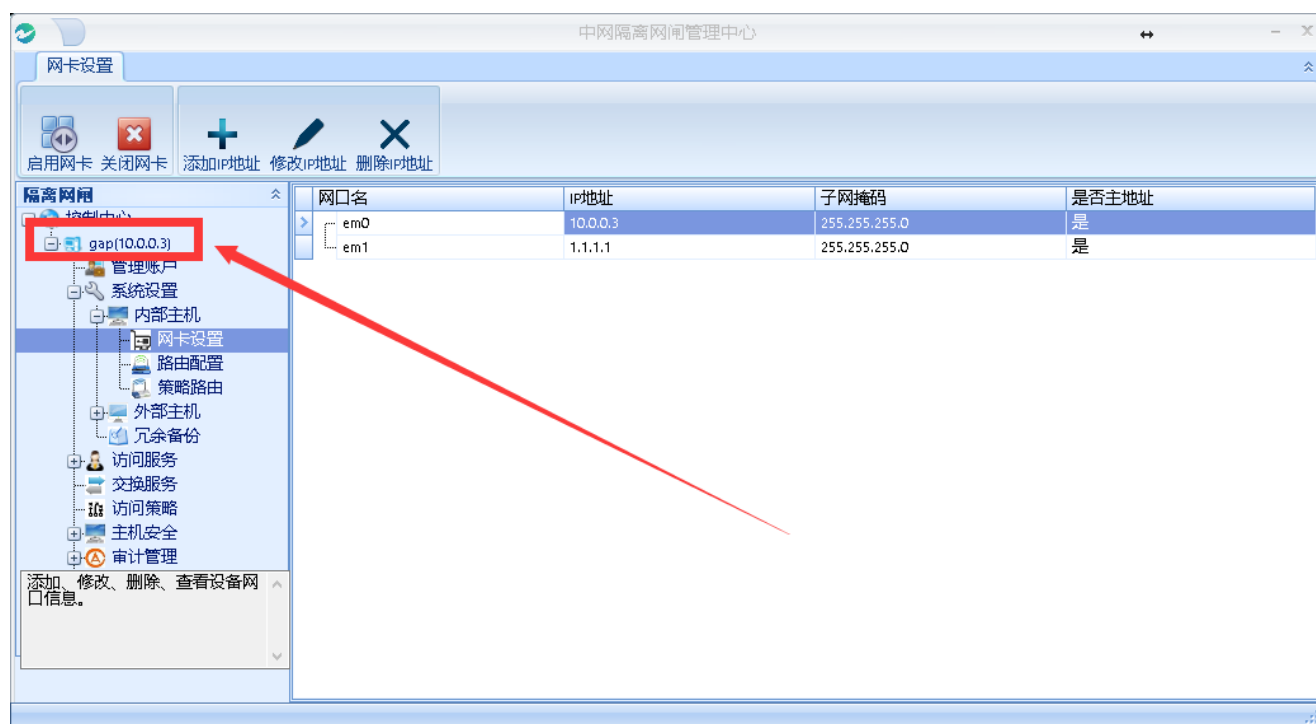 中网隔离网闸管理中心
网卡设置
启用网卡 关闭网卡 添加IP地址 修改IP地址 删除IP地址
隔离网闸
网口名 IP地址 子网掩码 是否主地址
控制中心
em0 10.0.0.3 255.255.255.0 是
gap(10.0.0.3)
em1 1.1.1.1 255.255.255.0 是
管理账户
系统设置
内部主机
网卡设置
路由配置
策略路由
外部主机
冗余备份
访问服务
交换服务
访问策略
主机安全
审计管理
添加、修改、删除、查看设备网
口信息。